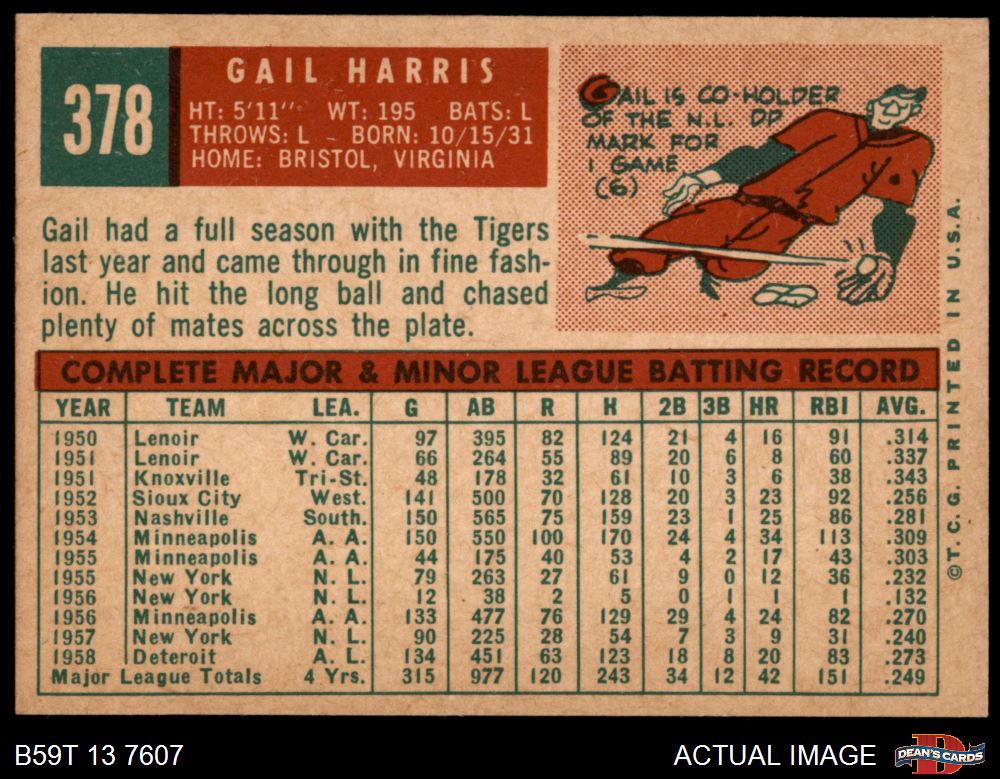 378
GAIL HARRIS
HT: 5'11" WT: 195 BATS: L
THROWS: L BORN: 10/15/31
HOME: BRISTOL, VIRGINIA
GAIL IS CO-HOLDER
OF THE N.L. DP
MARK FOR
1 GAME
(6)
Gail had a full season with the Tigers
last year and came through in fine fash-
ion. He hit the long ball and chased
plenty of mates across the plate.
COMPLETE MAJOR & MINOR LEAGUE BATTING RECORD
YEAR TEAM LEA. G AB R H 2B 3B HR RBI AVG.
1950 Lenoir W. Car. 97 395 82 124 21 4 16 91 .314
1951 Lenoir W. Car. 66 264 55 89 20 6 8 60 .337
1951 Knoxville Tri-St. 48 178 32 61 10 3 6 38 .343
1952 Sioux City West. 141 500 70 128 20 3 23 92 .256
1953 Nashville South. 150 565 75 159 23 1 25 86 .281
1954 Minneapolis A. A. 150 550 100 170 24 4 34 113 .309
1955 Minneapolis A. A. 44 175 40 53 4 2 17 43 .303
1955 New York N. L. 79 263 27 61 9 0 12 36 .232
1956 New York N. L. 12 38 2 5 0 1 1 1 .132
1956 Minneapolis A. A. 133 477 76 129 29 4 24 82 .270
1957 New York N. L. 90 225 28 54 7 3 9 31 .240
1958 Deteroit A. L. 134 451 63 123 18 8 20 83 .273
Major League Totals 4 Yrs. 315 977 120 243 34 12 42 151 .249
©T. C. G. PRINTED IN U.S.A.
B59T 13 7607
ACTUAL IMAGE
DEAN'S CARDS